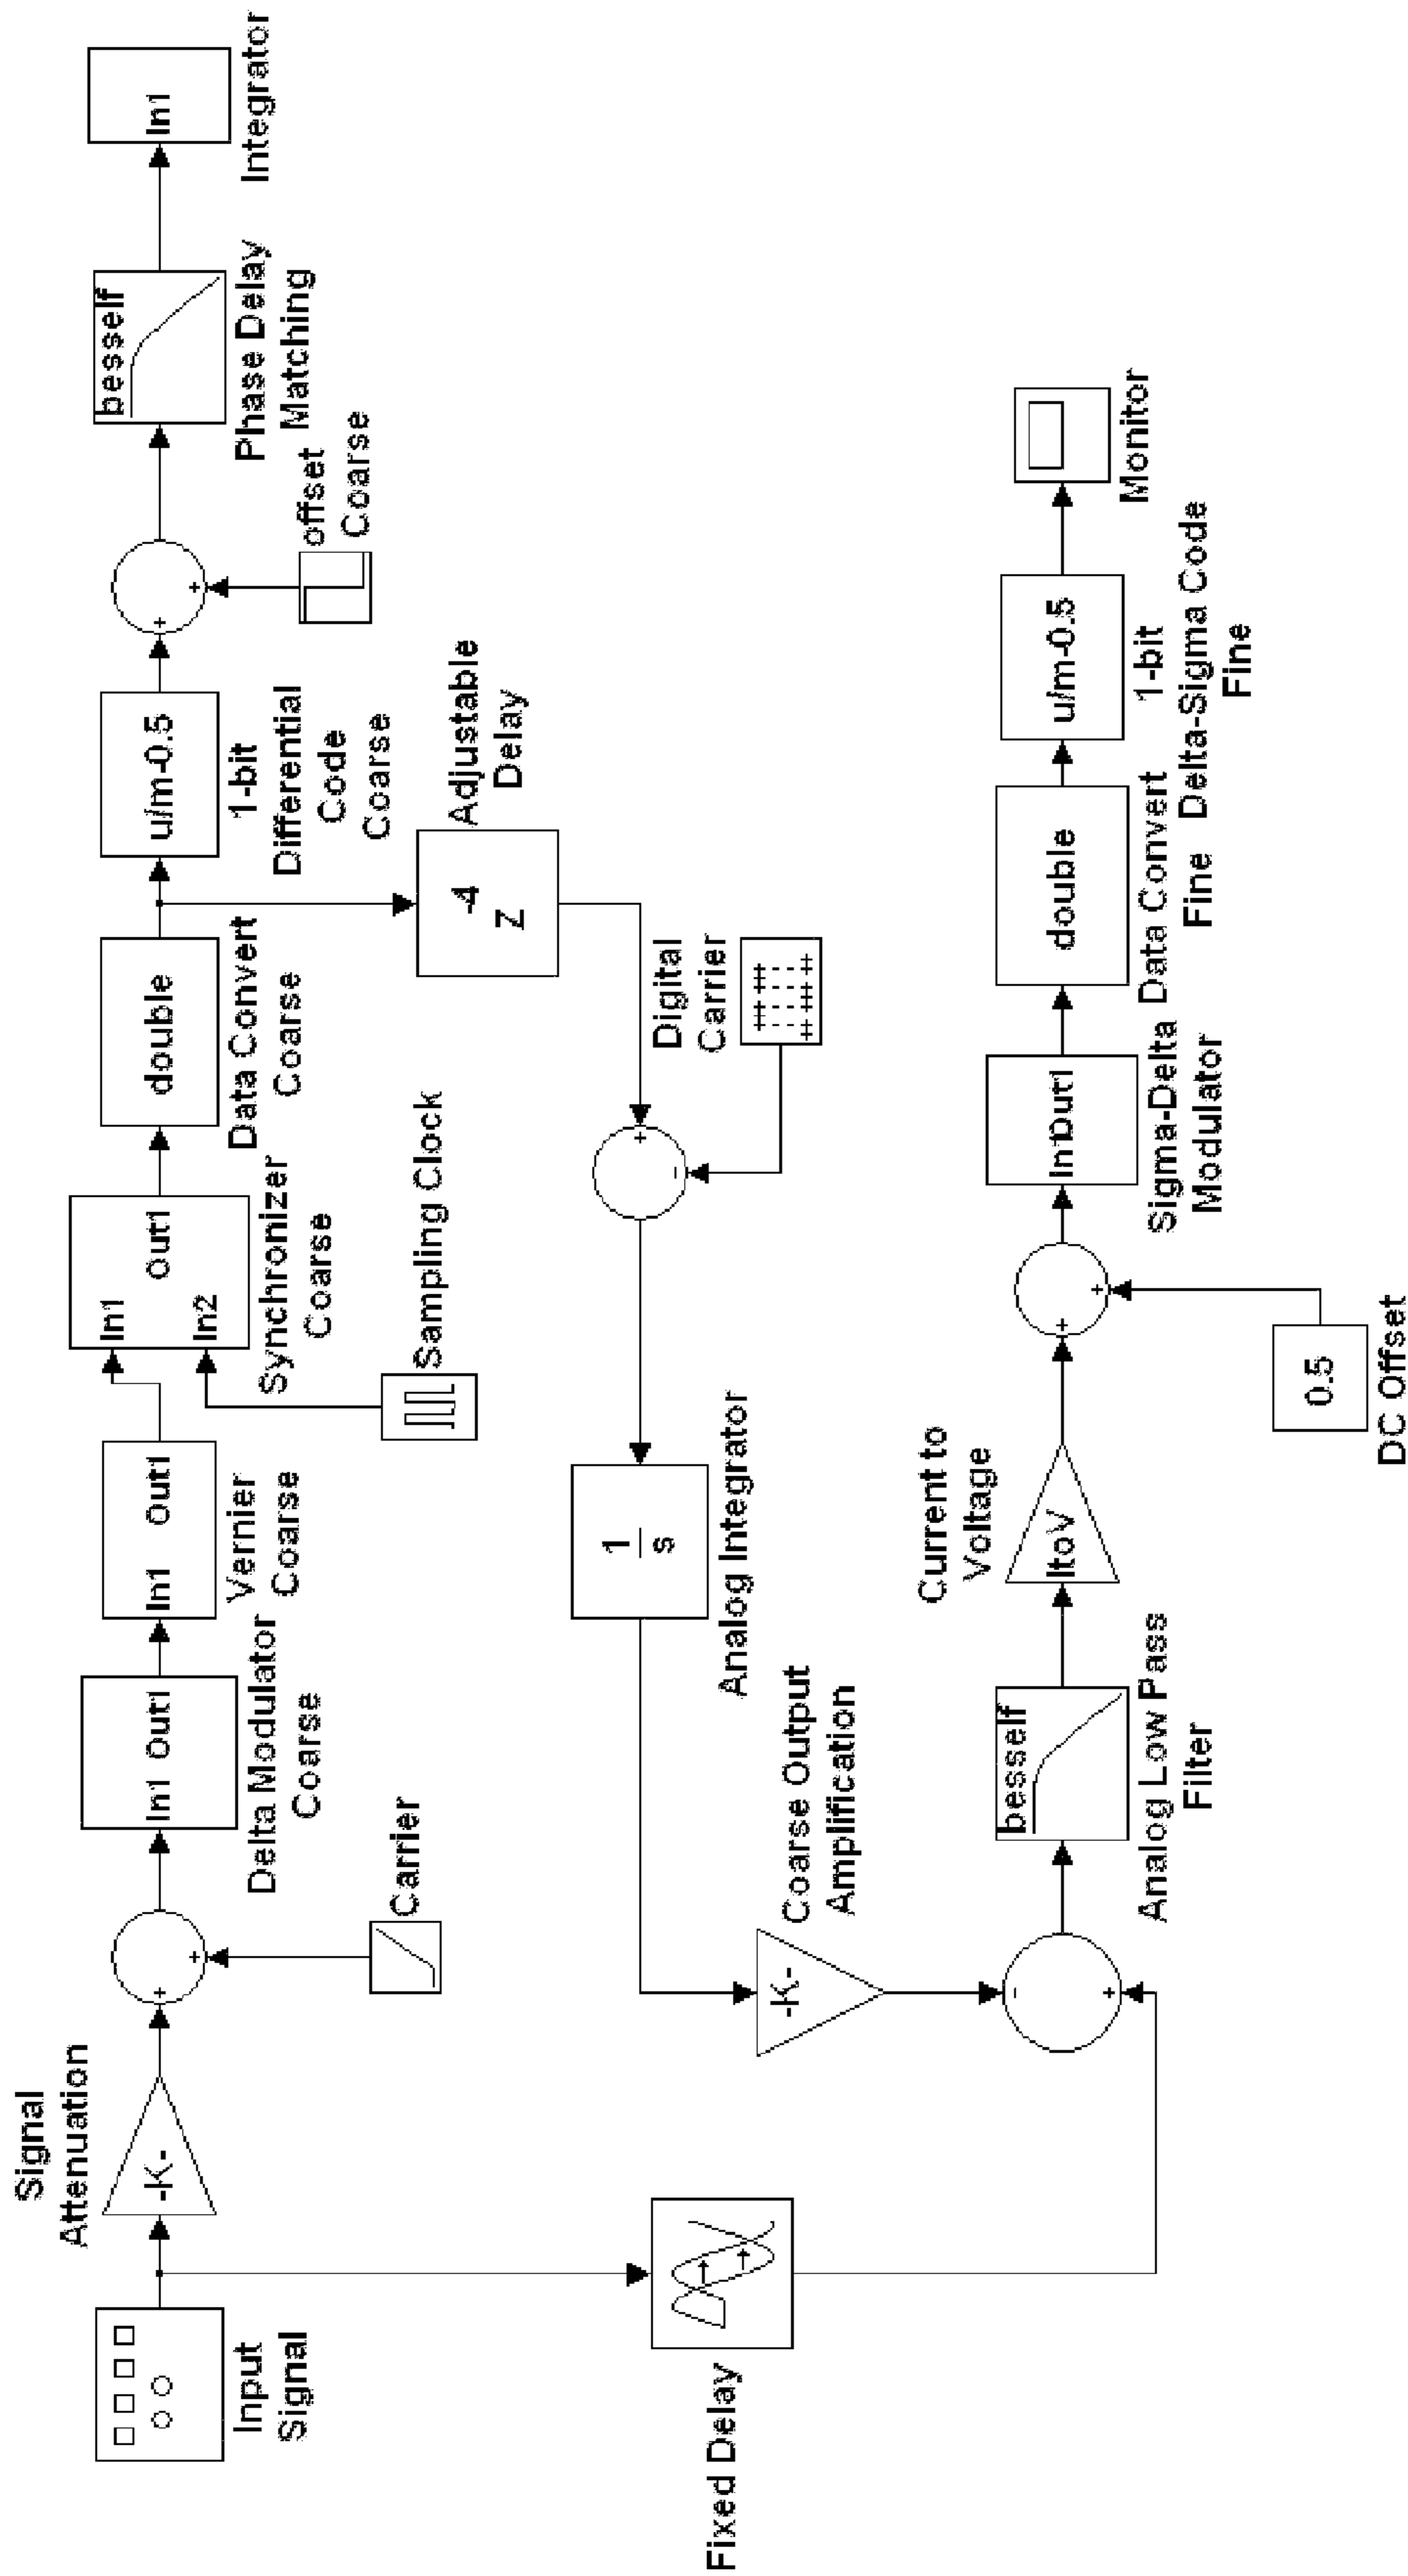 Input
Signal
Signal
Attenuation
-K-
+
+
Carrier
In1 Out1
Delta Modulator
Coarse
In1 Out1
Vernier
Coarse
In1
In2
Out1
Synchronizer
Coarse
Sampling Clock
double
Data Convert
Coarse
u/m-0.5
1-bit
Differential
Code
Coarse
+
+
offset
Coarse
besself
Phase Delay
Matching
In1
Integrator
-4
Z
Adjustable
Delay
Digital
Carrier
+
-
1
s
Analog Integrator
Coarse Output
Amplification
-K-
Fixed Delay
-
+
besself
Analog Low Pass
Filter
Current to
Voltage
ItoV
+
+
0.5
DC Offset
In1
Out1
Sigma-Delta
Modulator
double
Data Convert
Fine
u/m-0.5
1-bit
Delta-Sigma Code
Fine
Monitor